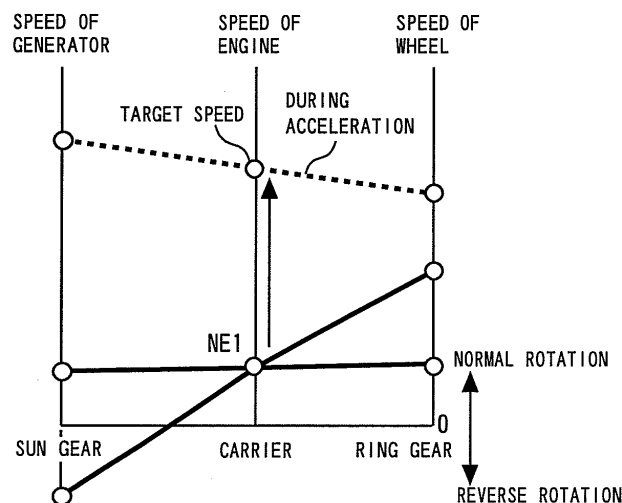 SPEED OF
GENERATOR
SPEED OF
ENGINE
SPEED OF
WHEEL
TARGET SPEED
DURING
ACCELERATION
NE1
NORMAL ROTATION
0
SUN GEAR
CARRIER
RING GEAR
REVERSE ROTATION